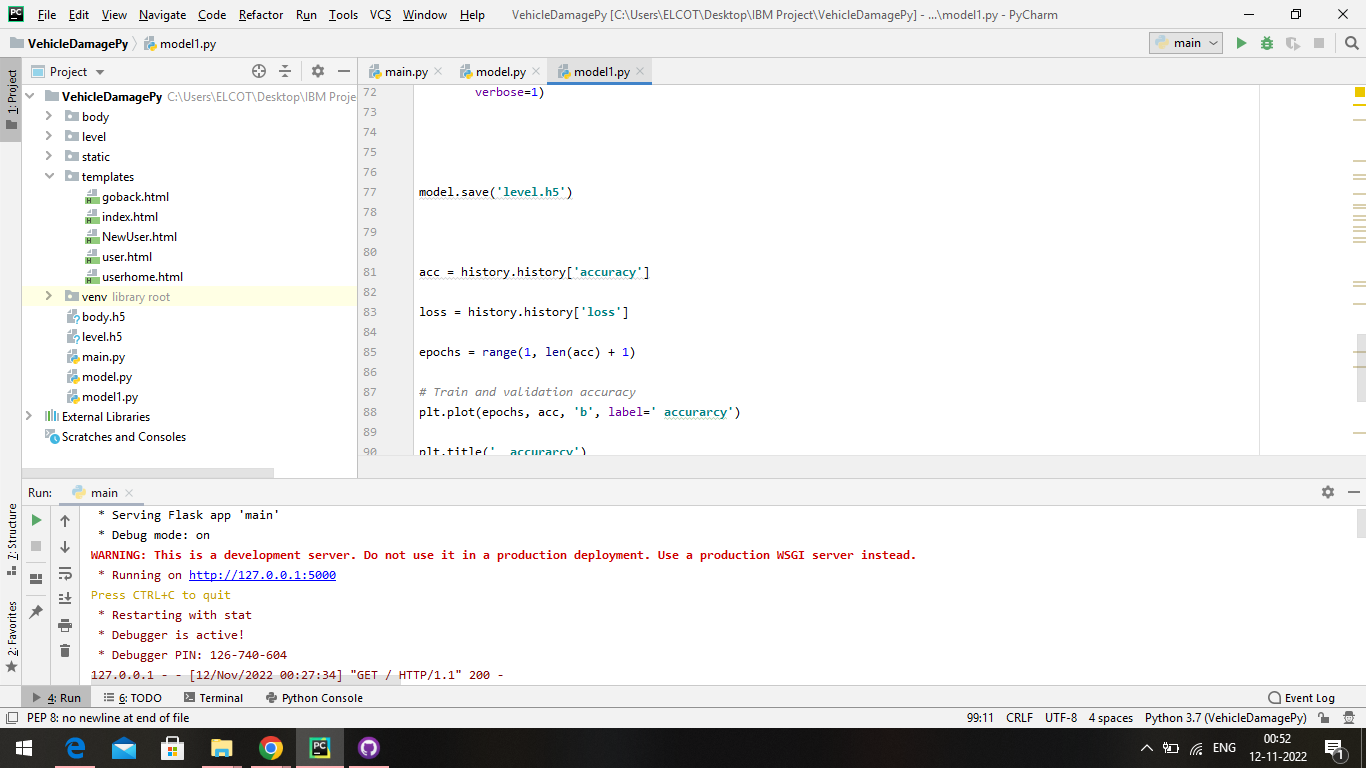 PC File Edit View Navigate Code Refactor Run Tools VCS Window Help VehicleDamagePy [C:\Users\ELCOT\Desktop\IBM Project\VehicleDamagePy] - ...\model1.py - PyCharm
VehicleDamagePy model1.py main
1: Project
Project
VehicleDamagePy C:\Users\ELCOT\Desktop\IBM Proje
body
level
static
templates
goback.html
index.html
NewUser.html
user.html
userhome.html
venv library root
body.h5
level.h5
main.py
model.py
model1.py
External Libraries
Scratches and Consoles
main.py model.py model1.py
72 verbose=1)
73
74
75
76
77 model.save('level.h5')
78
79
80
81 acc = history.history['accuracy']
82
83 loss = history.history['loss']
84
85 epochs = range(1, len(acc) + 1)
86
87 # Train and validation accuracy
88 plt.plot(epochs, acc, 'b', label=' accurarcy')
89
90 plt.title('  accurarcy')
7: Structure
2: Favorites
Run: main
* Serving Flask app 'main'
* Debug mode: on
WARNING: This is a development server. Do not use it in a production deployment. Use a production WSGI server instead.
* Running on http://127.0.0.1:5000
Press CTRL+C to quit
* Restarting with stat
* Debugger is active!
* Debugger PIN: 126-740-604
127.0.0.1 - - [12/Nov/2022 00:27:34] "GET / HTTP/1.1" 200 -
4: Run 6: TODO Terminal Python Console Event Log
PEP 8: no newline at end of file 99:11 CRLF UTF-8 4 spaces Python 3.7 (VehicleDamagePy)
PC ENG 00:52
12-11-2022 1